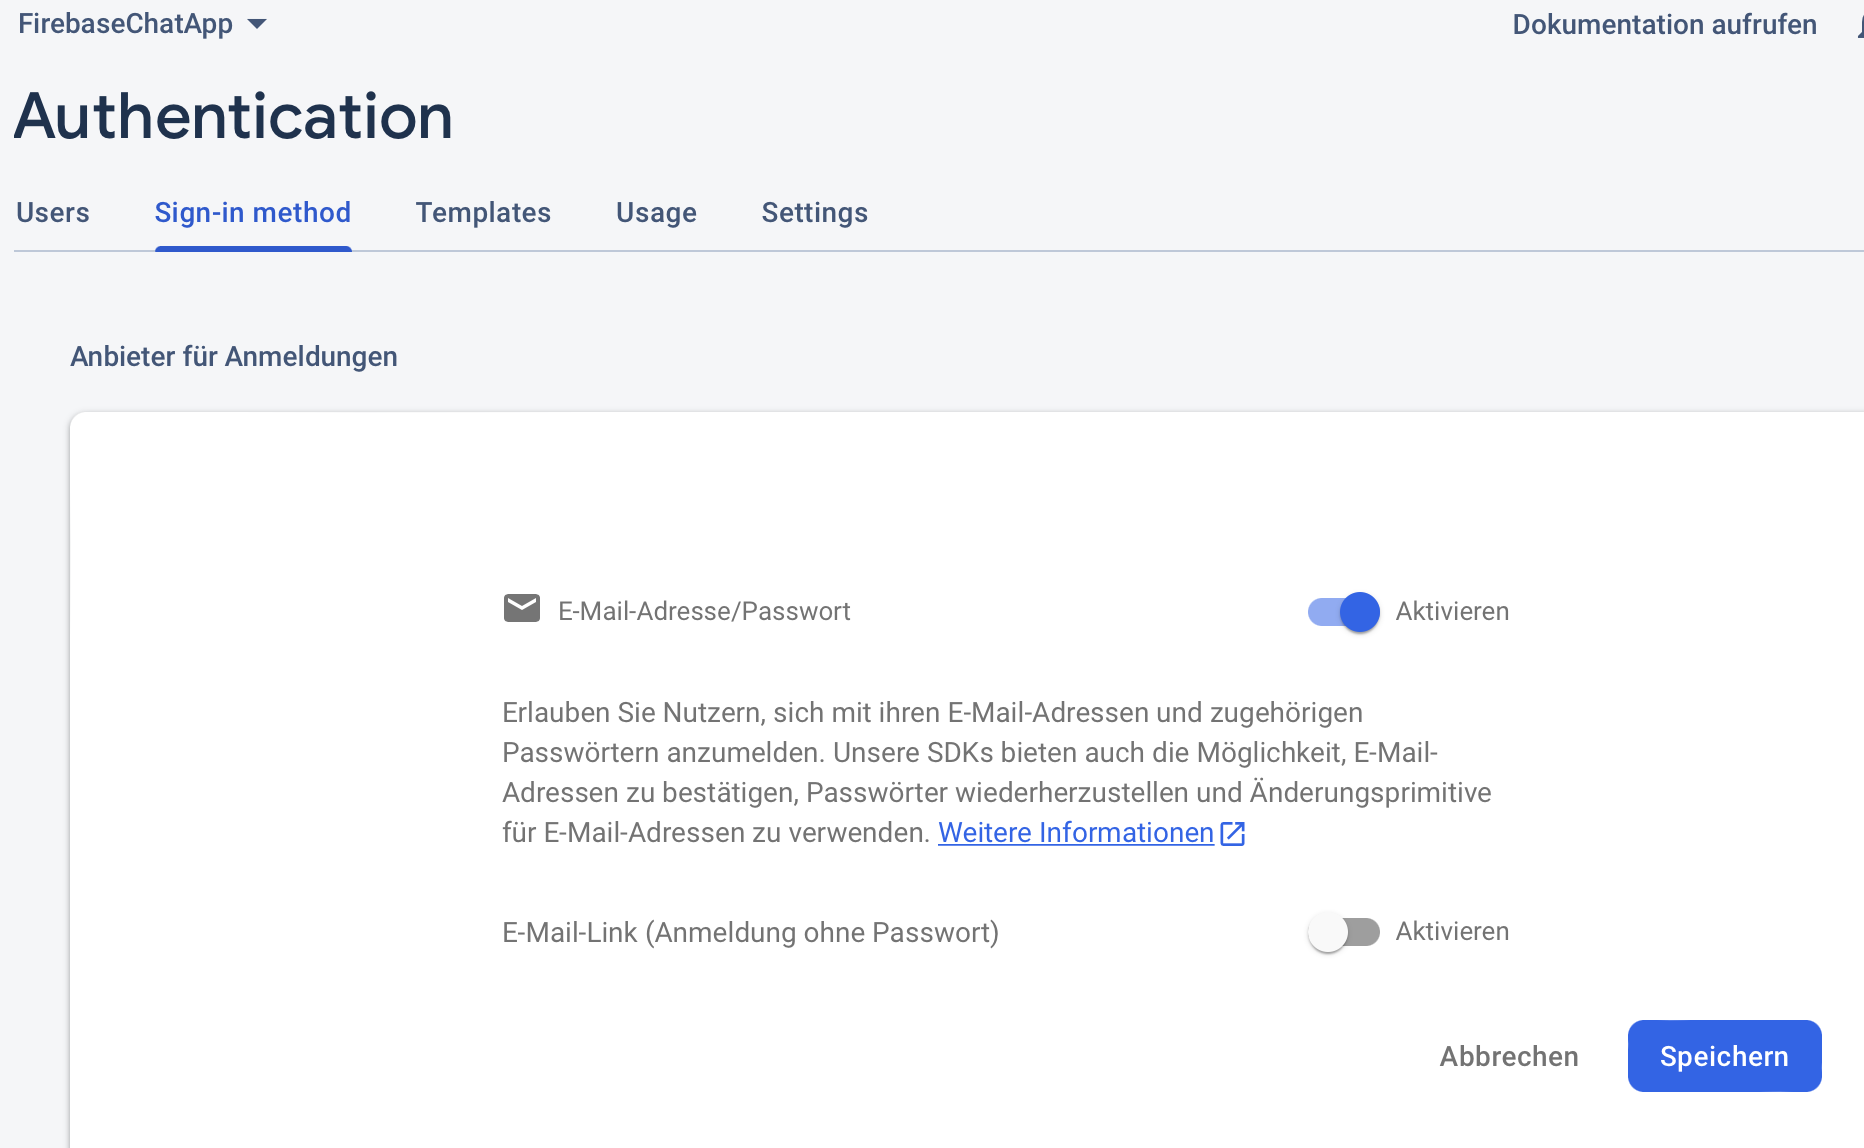 FirebaseChatApp
Dokumentation aufrufen
Authentication
Users
Sign-in method
Templates
Usage
Settings
Anbieter für Anmeldungen
E-Mail-Adresse/Passwort
Aktivieren
Erlauben Sie Nutzern, sich mit ihren E-Mail-Adressen und zugehörigen
Passwörtern anzumelden. Unsere SDKs bieten auch die Möglichkeit, E-Mail-
Adressen zu bestätigen, Passwörter wiederherzustellen und Änderungsprimitive
für E-Mail-Adressen zu verwenden. Weitere Informationen
E-Mail-Link (Anmeldung ohne Passwort)
Aktivieren
Abbrechen
Speichern